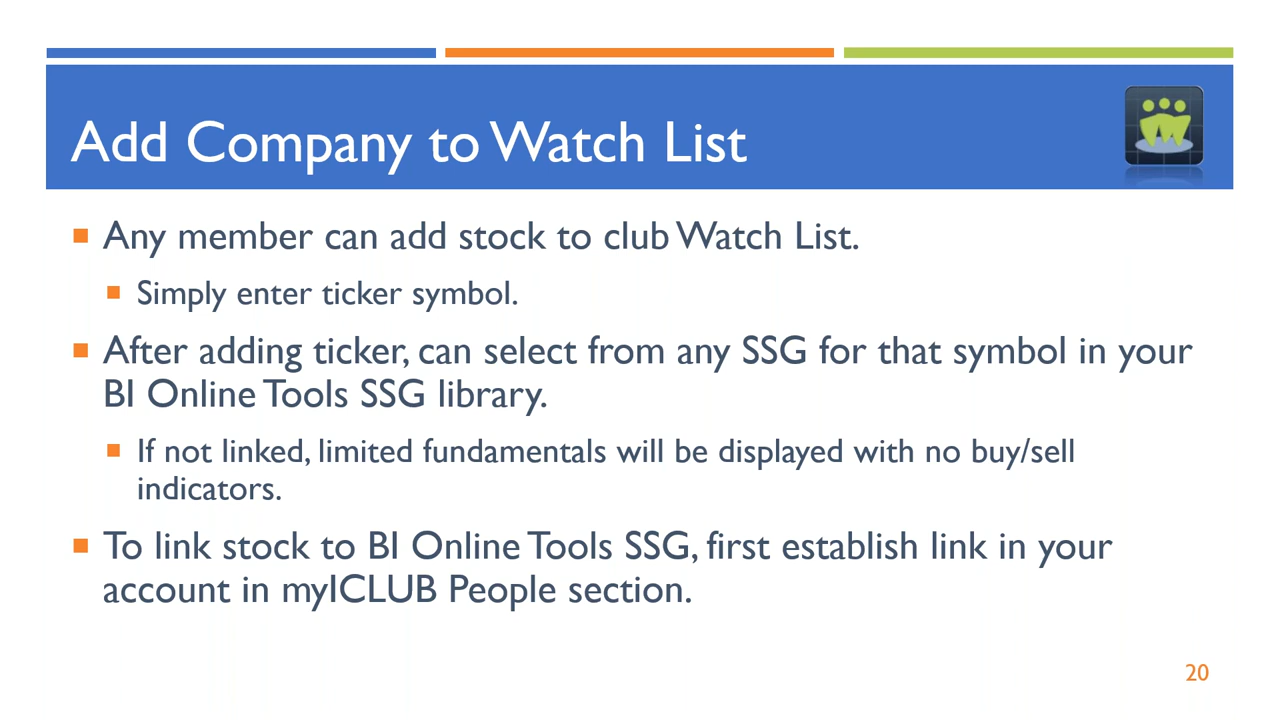 Add Company to Watch List
Any member can add stock to club Watch List.
Simply enter ticker symbol.
After adding ticker, can select from any SSG for that symbol in your
BI Online Tools SSG library.
If not linked, limited fundamentals will be displayed with no buy/sell
indicators.
To link stock to BI Online Tools SSG, first establish link in your
account in myICLUB People section.
20